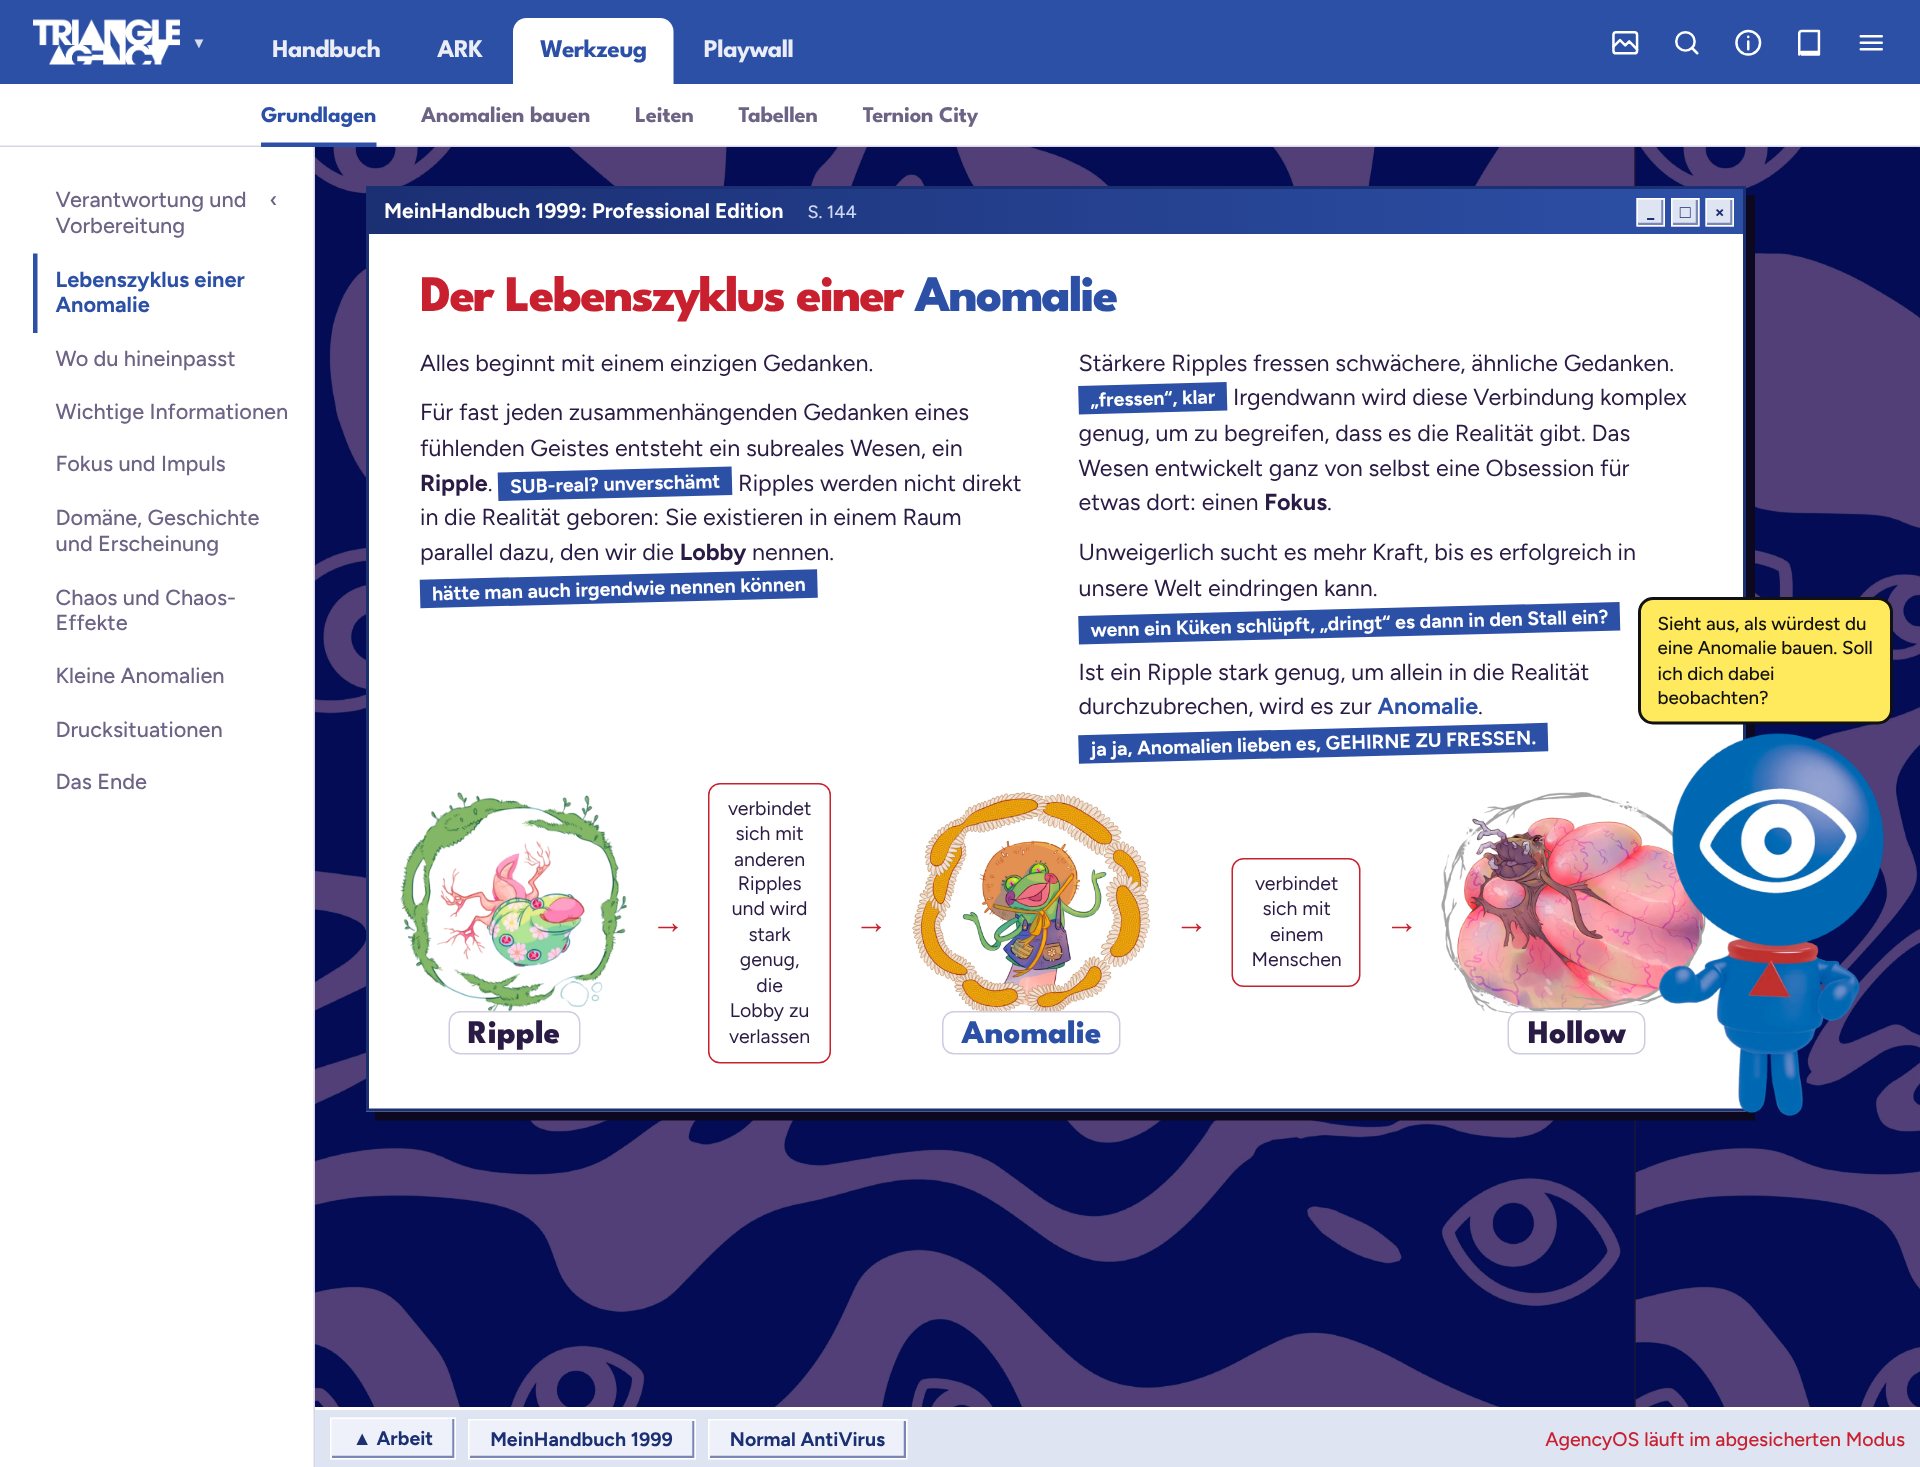 TRIANGLE
AGENCY
▾
Handbuch
ARK
Werkzeug
Playwall
Grundlagen
Anomalien bauen
Leiten
Tabellen
Ternion City
Verantwortung und
Vorbereitung
‹
Lebenszyklus einer
Anomalie
Wo du hineinpasst
Wichtige Informationen
Fokus und Impuls
Domäne, Geschichte
und Erscheinung
Chaos und Chaos-
Effekte
Kleine Anomalien
Drucksituationen
Das Ende
MeinHandbuch 1999: Professional Edition S. 144
Der Lebenszyklus einer Anomalie
Alles beginnt mit einem einzigen Gedanken.
Für fast jeden zusammenhängenden Gedanken eines
fühlenden Geistes entsteht ein subreales Wesen, ein
Ripple. SUB-real? unverschämt Ripples werden nicht direkt
in die Realität geboren: Sie existieren in einem Raum
parallel dazu, den wir die Lobby nennen.
hätte man auch irgendwie nennen können
Stärkere Ripples fressen schwächere, ähnliche Gedanken.
„fressen“, klar Irgendwann wird diese Verbindung komplex
genug, um zu begreifen, dass es die Realität gibt. Das
Wesen entwickelt ganz von selbst eine Obsession für
etwas dort: einen Fokus.
Unweigerlich sucht es mehr Kraft, bis es erfolgreich in
unsere Welt eindringen kann.
wenn ein Küken schlüpft, „dringt“ es dann in den Stall ein?
Ist ein Ripple stark genug, um allein in die Realität
durchzubrechen, wird es zur Anomalie.
ja ja, Anomalien lieben es, GEHIRNE ZU FRESSEN.
Sieht aus, als würdest du
eine Anomalie bauen. Soll
ich dich dabei
beobachten?
Ripple
→
verbindet
sich mit
anderen
Ripples
und wird
stark
genug,
die
Lobby zu
verlassen
→
Anomalie
→
verbindet
sich mit
einem
Menschen
→
Hollow
▲ Arbeit
MeinHandbuch 1999
Normal AntiVirus
AgencyOS läuft im abgesicherten Modus